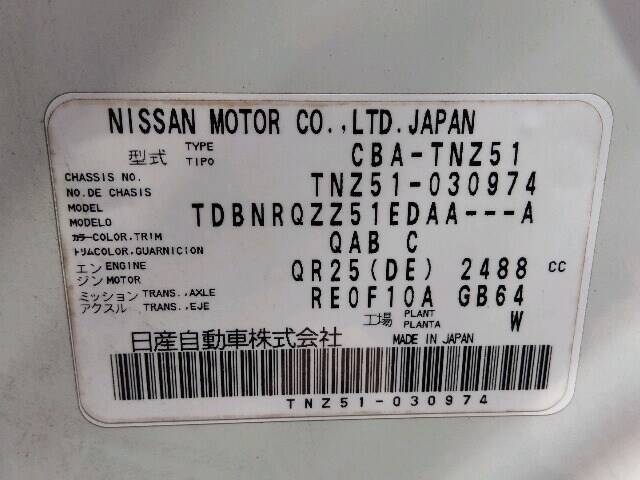 NISSAN MOTOR CO.,LTD.JAPAN
型式 TYPE TIPO CBA-TNZ51
CHASSIS NO.
NO.DE CHASIS TNZ51-030974
MODEL
MODELO TDBNRQZZ51EDAA---A
カラーCOLOR.TRIM
トリムCOLOR.GUARNICION QAB C
エンジン ENGINE MOTOR QR25(DE) 2488 CC
ミッション TRANS.,AXLE
アクスル TRANS.,EJE RE0F10A GB64
工場 PLANT PLANTA W
日産自動車株式会社 MADE IN JAPAN
TNZ51-030974